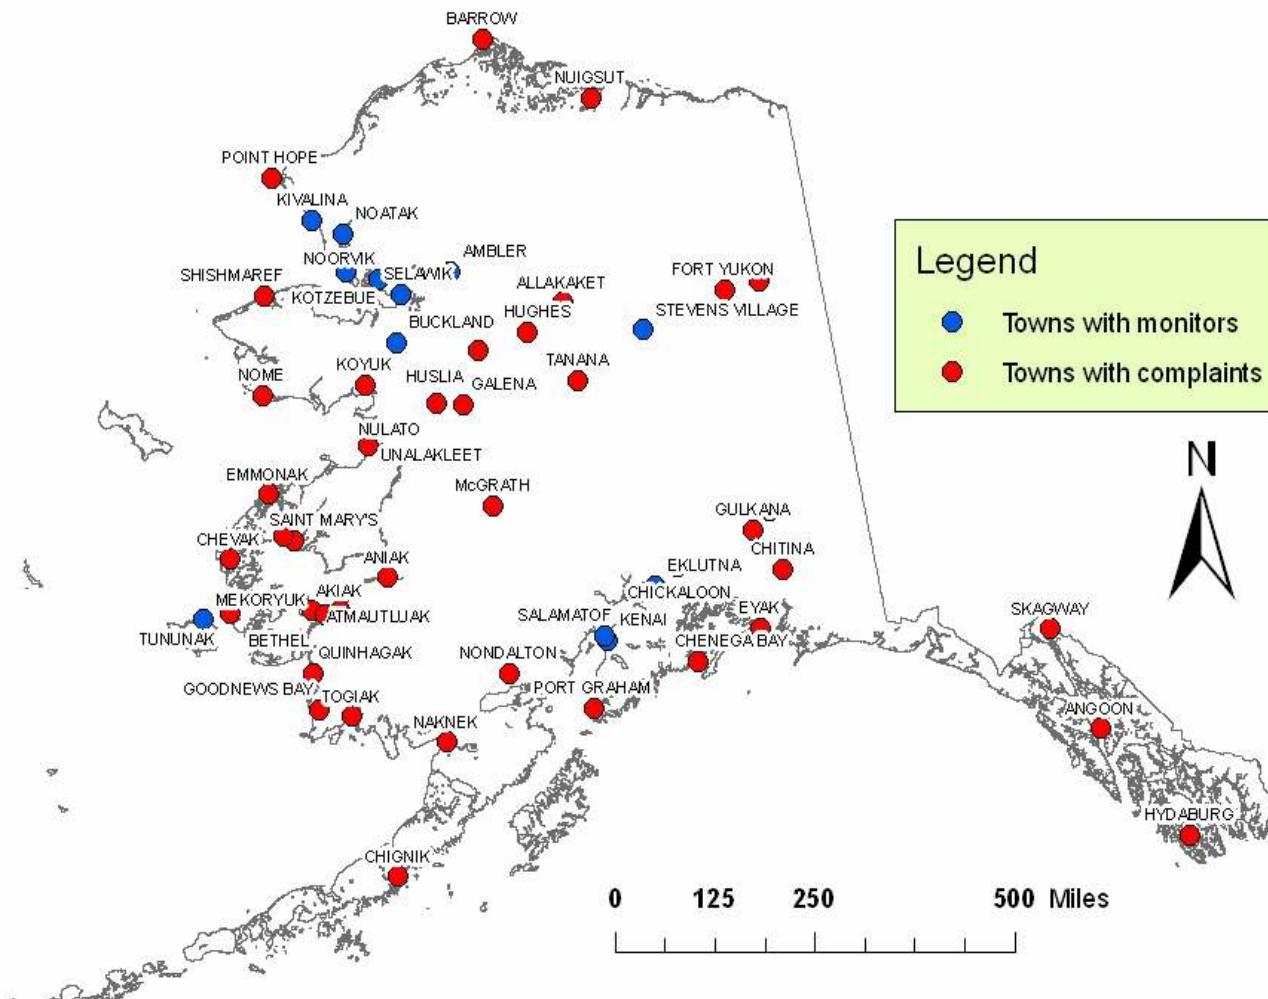 BARROW
NUIGSUT
POINT HOPE
KIVALINA
NOATAK
NOORVIK
SELAWIK
AMBLER
SHISHMAREF
KOTZEBUE
ALLAKAKET
FORT YUKON
HUGHES
STEVENS VILLAGE
BUCKLAND
KOYUK
TANANA
NOME
HUSLIA
GALENA
NULATO
UNALAKLEET
EMMONAK
McGRATH
SAINT MARY'S
GULKANA
CHEVAK
CHITINA
ANIAK
EKLUTNA
MEKORYUK
AKIAK
CHICKALOON
ATMAUTLUAK
SALAMATOF
KENAI
EYAK
SKAGWAY
TUNUNAK
BETHEL
CHENEGA BAY
QUINHAGAK
NONDALTON
GOODNEWS BAY
TOGIAK
PORT GRAHAM
ANGOON
NAKNEK
HYDABURG
CHIGNIK
Legend
Towns with monitors
Towns with complaints
N
0 125 250 500 Miles